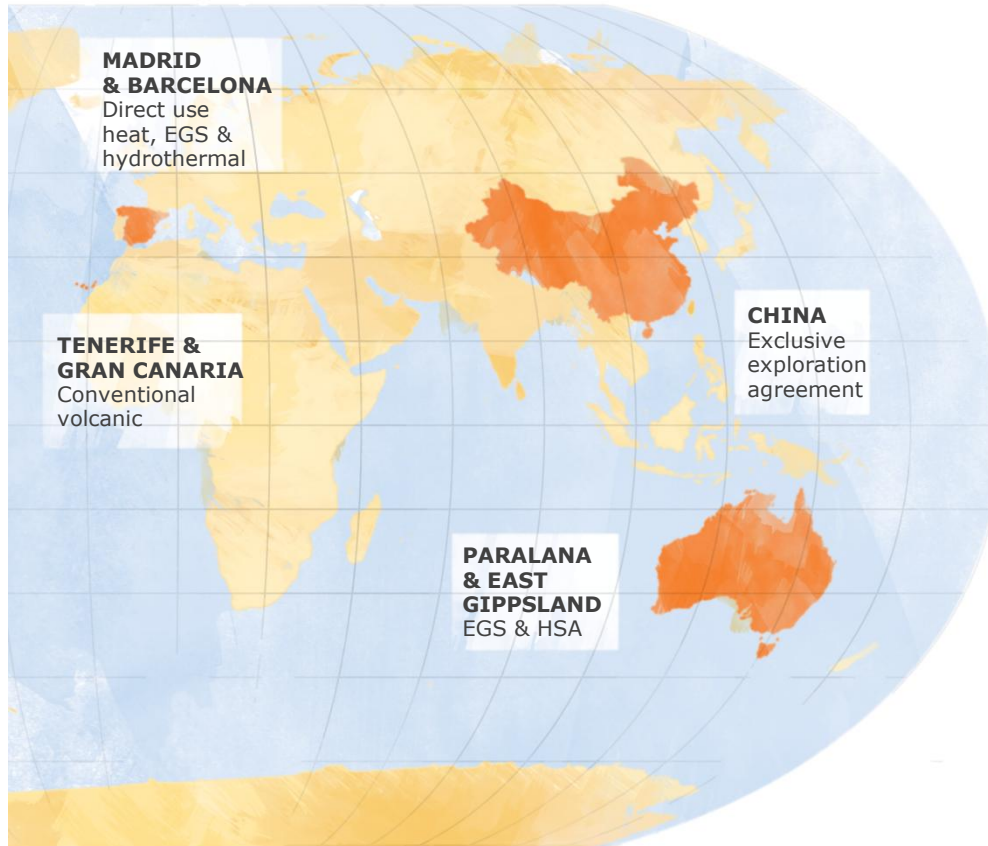 MADRID
& BARCELONA
Direct use
heat, EGS &
hydrothermal
TENERIFE &
GRAN CANARIA
Conventional
volcanic
CHINA
Exclusive
exploration
agreement
PARALANA
& EAST
GIPPSLAND
EGS & HSA